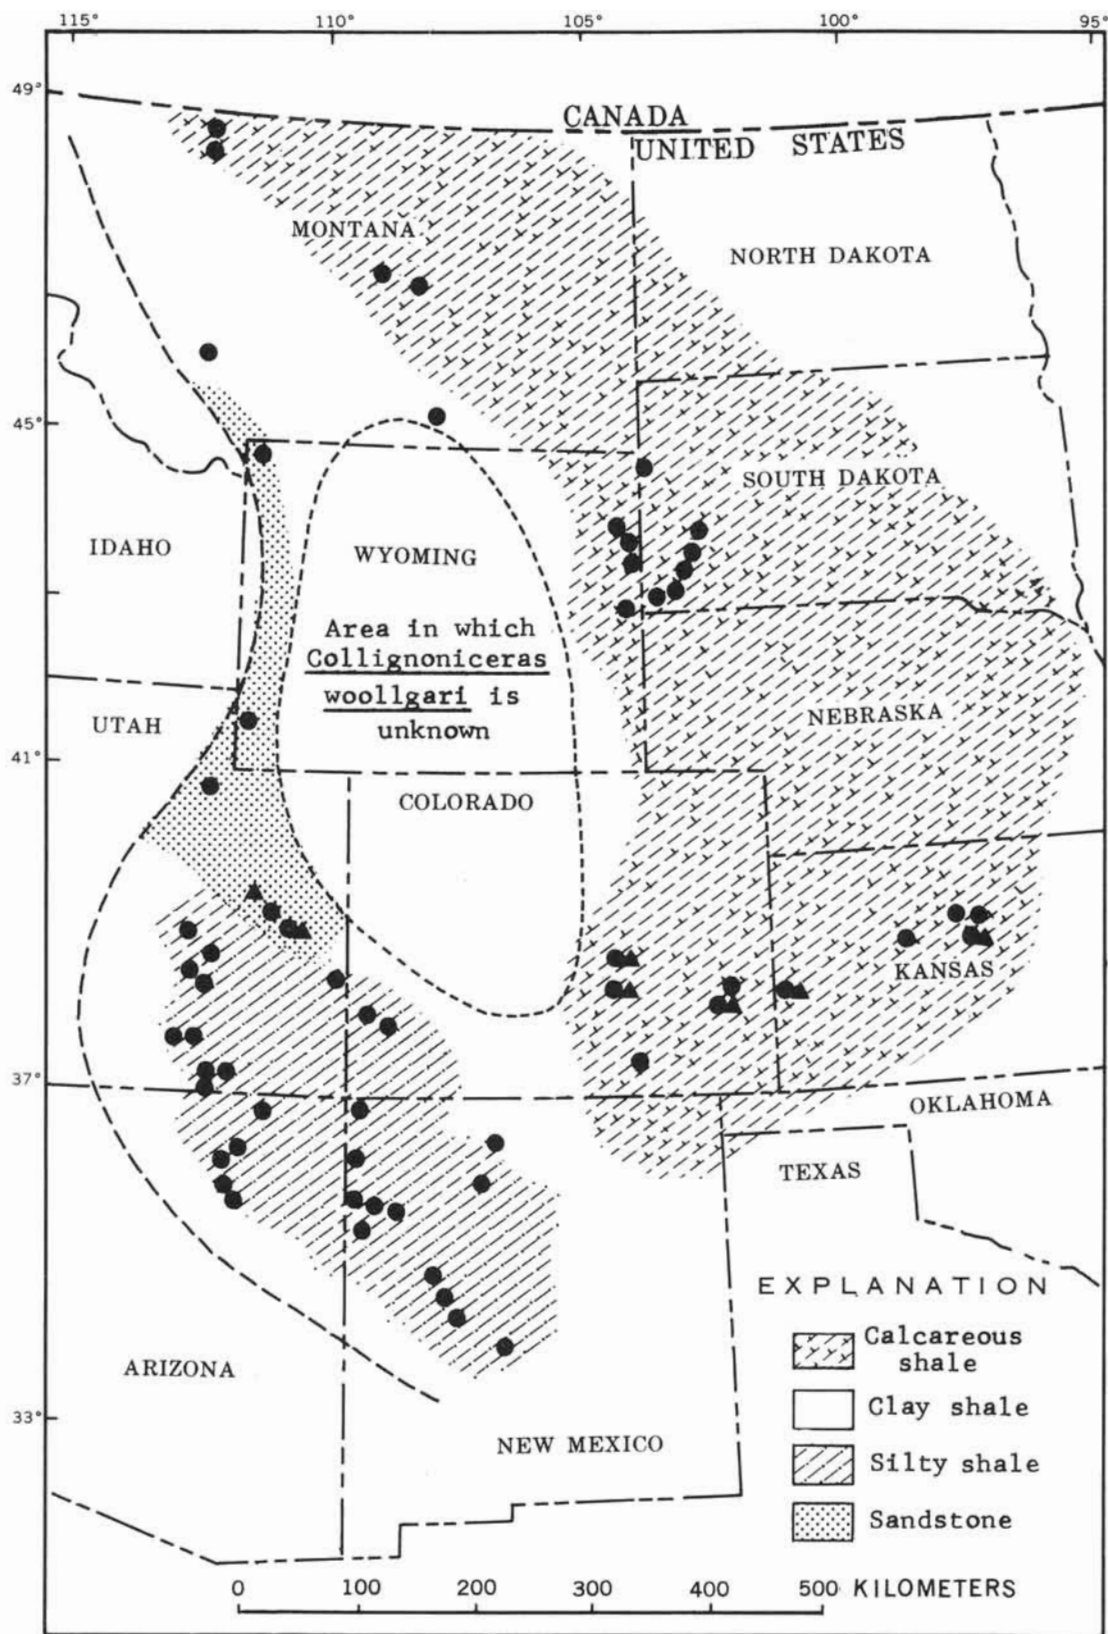 115° 110° 105° 100° 95°
49°
CANADA
UNITED STATES
MONTANA
NORTH DAKOTA
45°
SOUTH DAKOTA
IDAHO
WYOMING
Area in which
Collignoniceras
woollgari is
unknown
UTAH
NEBRASKA
41°
COLORADO
KANSAS
37°
OKLAHOMA
TEXAS
EXPLANATION
Calcareous
shale
ARIZONA
Clay shale
33°
NEW MEXICO
Silty shale
Sandstone
0 100 200 300 400 500 KILOMETERS